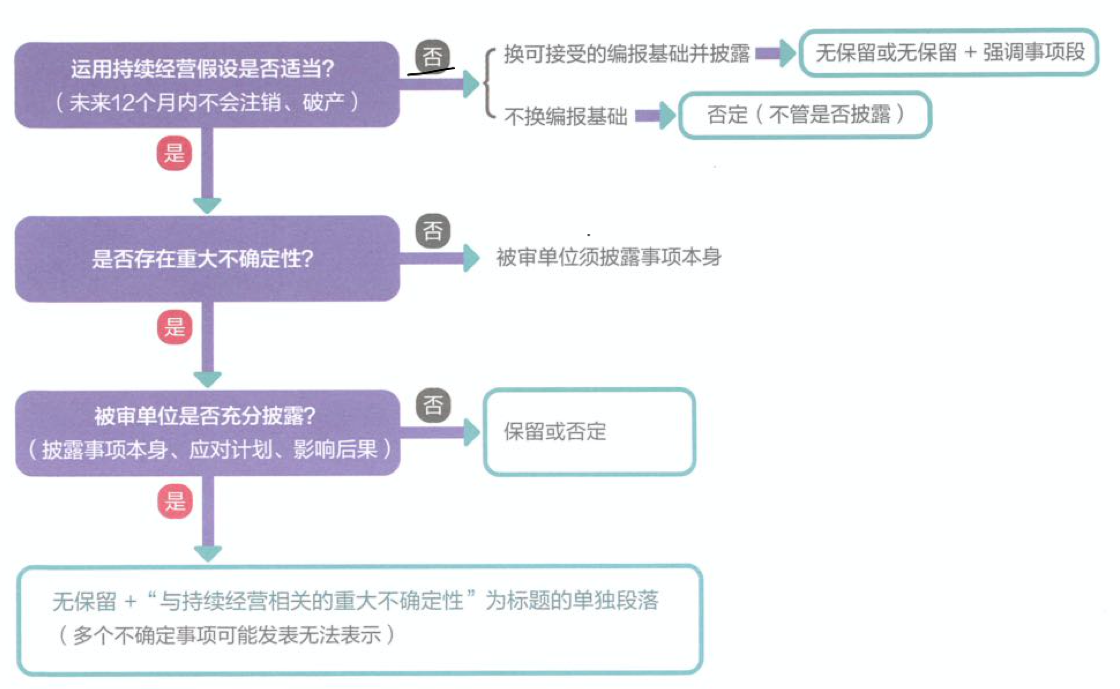 运用持续经营假设是否适当？
（未来12个月内不会注销、破产）
否
换可接受的编报基础并披露
无保留或无保留 + 强调事项段
不换编报基础
否定（不管是否披露）
是
是否存在重大不确定性？
否
被审单位须披露事项本身
是
被审单位是否充分披露？
（披露事项本身、应对计划、影响后果）
否
保留或否定
是
无保留 + “与持续经营相关的重大不确定性”为标题的单独段落
（多个不确定事项可能发表无法表示）